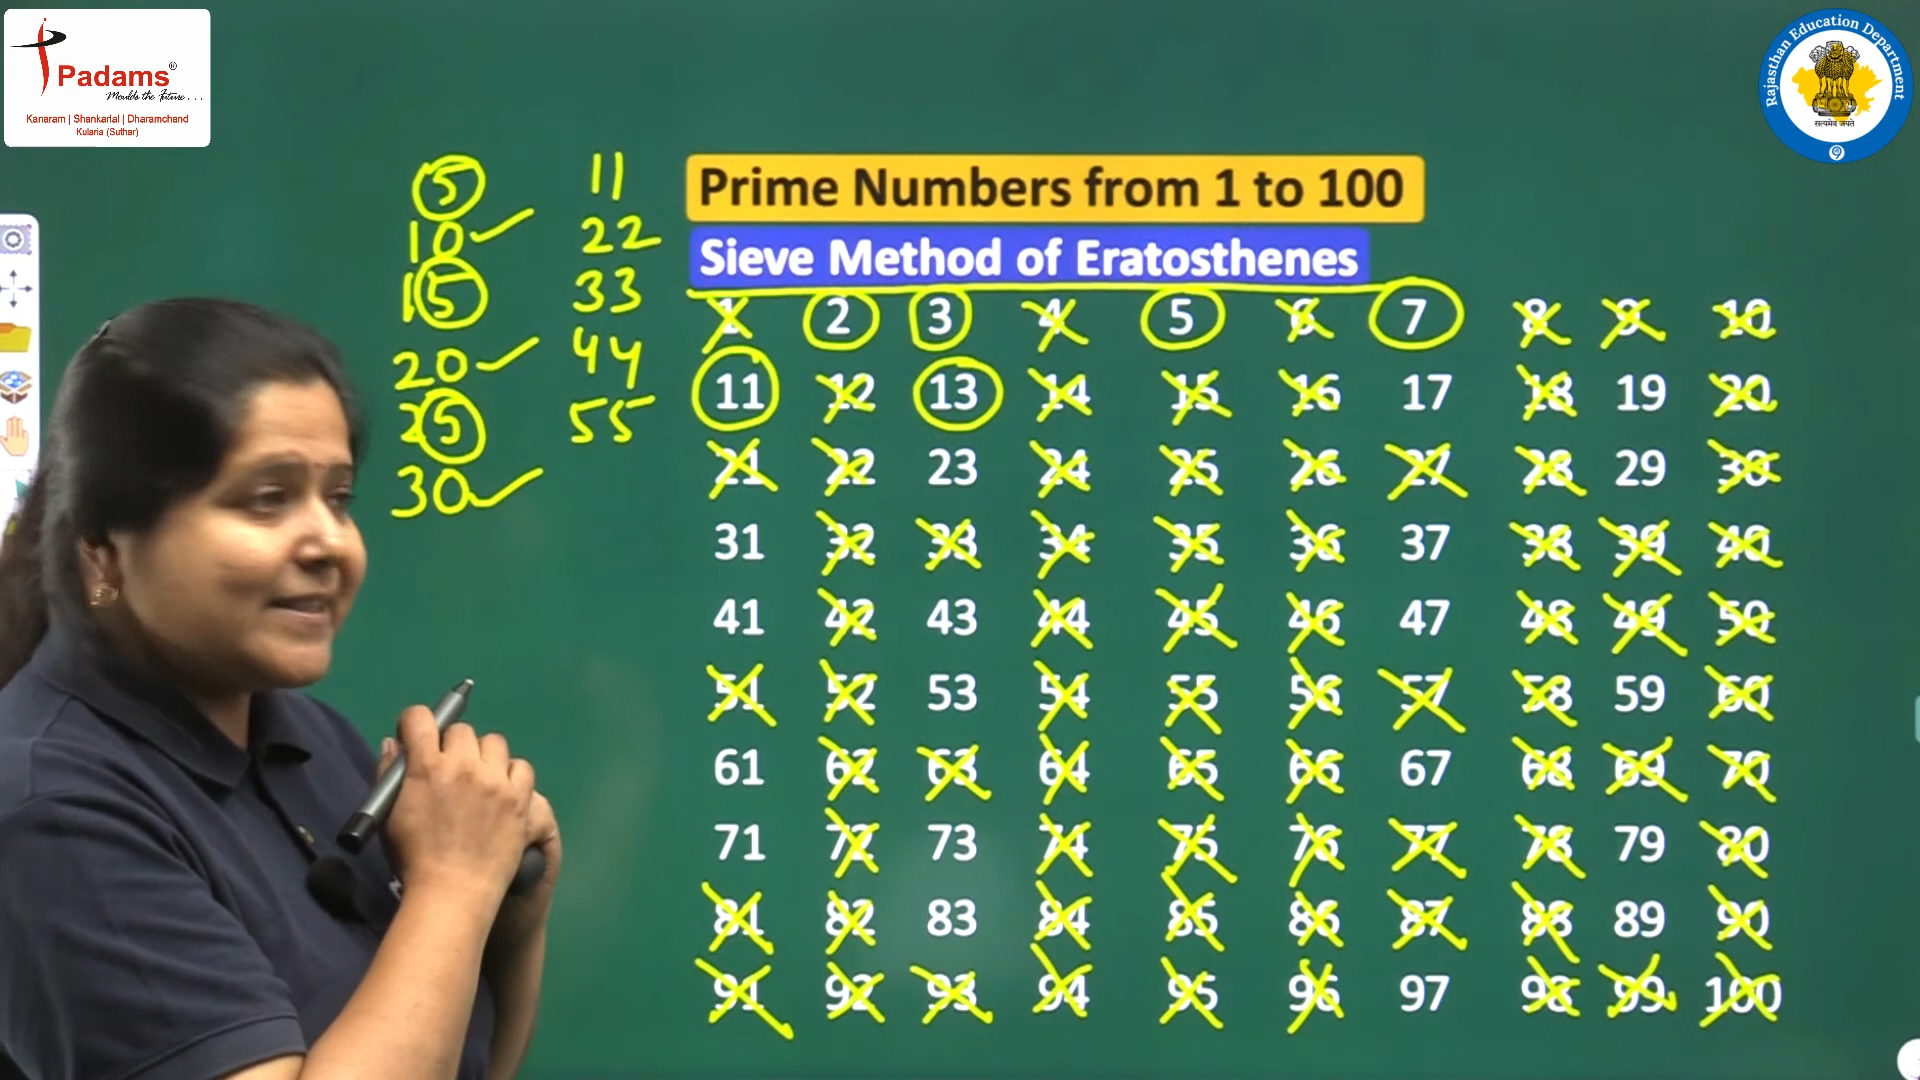 Padams®
Moulds the Future...
Kanaram | Shankarlal | Dharamchand
Kularia (Suthar)
Rajasthan Education Department
सत्यमेव जयते
5
10
15
20
25
30
11
22
33
44
55
Prime Numbers from 1 to 100
Sieve Method of Eratosthenes
1 2 3 4 5 6 7 8 9 10
11 12 13 14 15 16 17 18 19 20
21 22 23 24 25 26 27 28 29 30
31 32 33 34 35 36 37 38 39 40
41 42 43 44 45 46 47 48 49 50
51 52 53 54 55 56 57 58 59 60
61 62 63 64 65 66 67 68 69 70
71 72 73 74 75 76 77 78 79 80
81 82 83 84 85 86 87 88 89 90
91 92 93 94 95 96 97 98 99 100